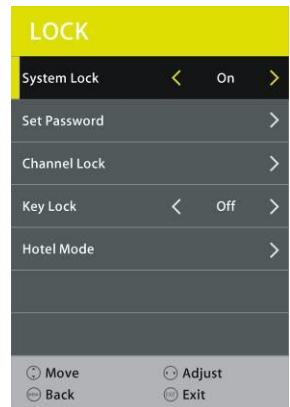 LOCK
System Lock < On >
Set Password >
Channel Lock >
Key Lock < Off >
Hotel Mode >
Move Adjust
Back Exit